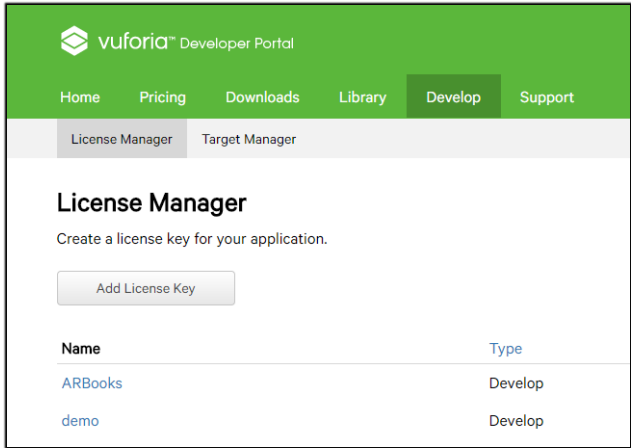 vuforia™ Developer Portal
Home Pricing Downloads Library Develop Support
License Manager Target Manager
License Manager
Create a license key for your application.
Add License Key
Name Type
ARBooks Develop
demo Develop